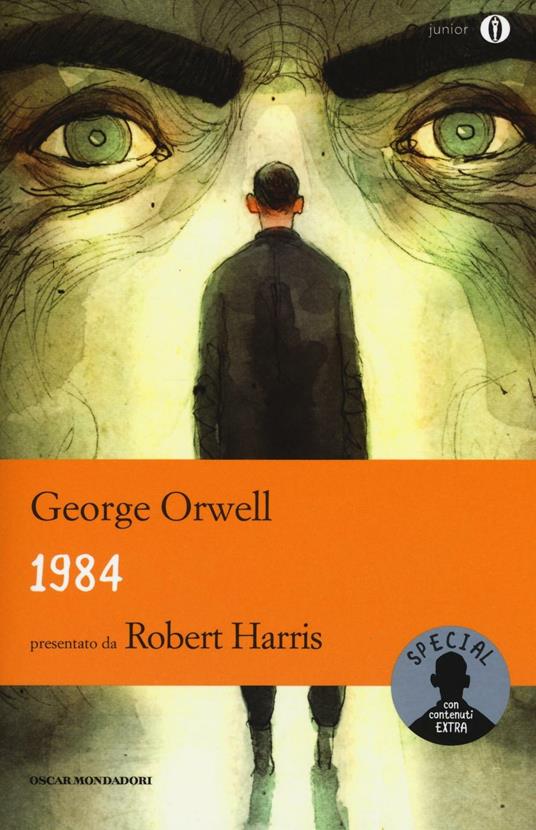 junior
George Orwell
1984
presentato da Robert Harris
SPECIAL
con
contenuti
EXTRA
OSCAR MONDADORI